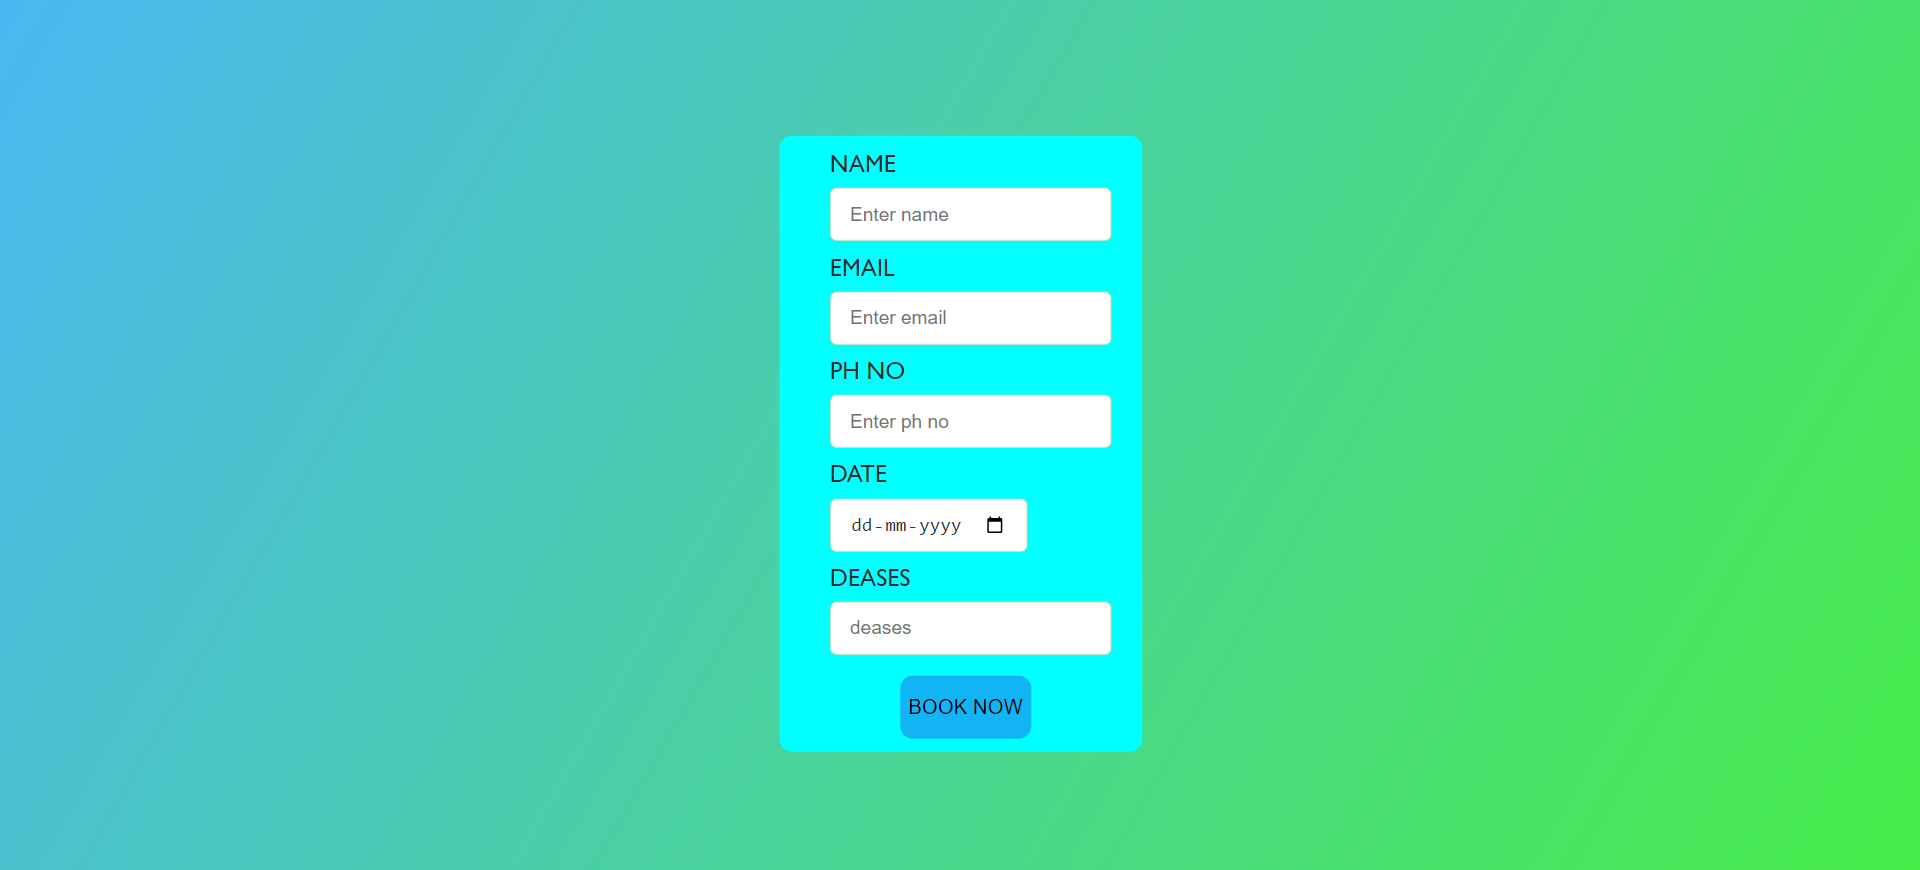 NAME
Enter name
EMAIL
Enter email
PH NO
Enter ph no
DATE
dd-mm-yyyy
DEASES
deases
BOOK NOW